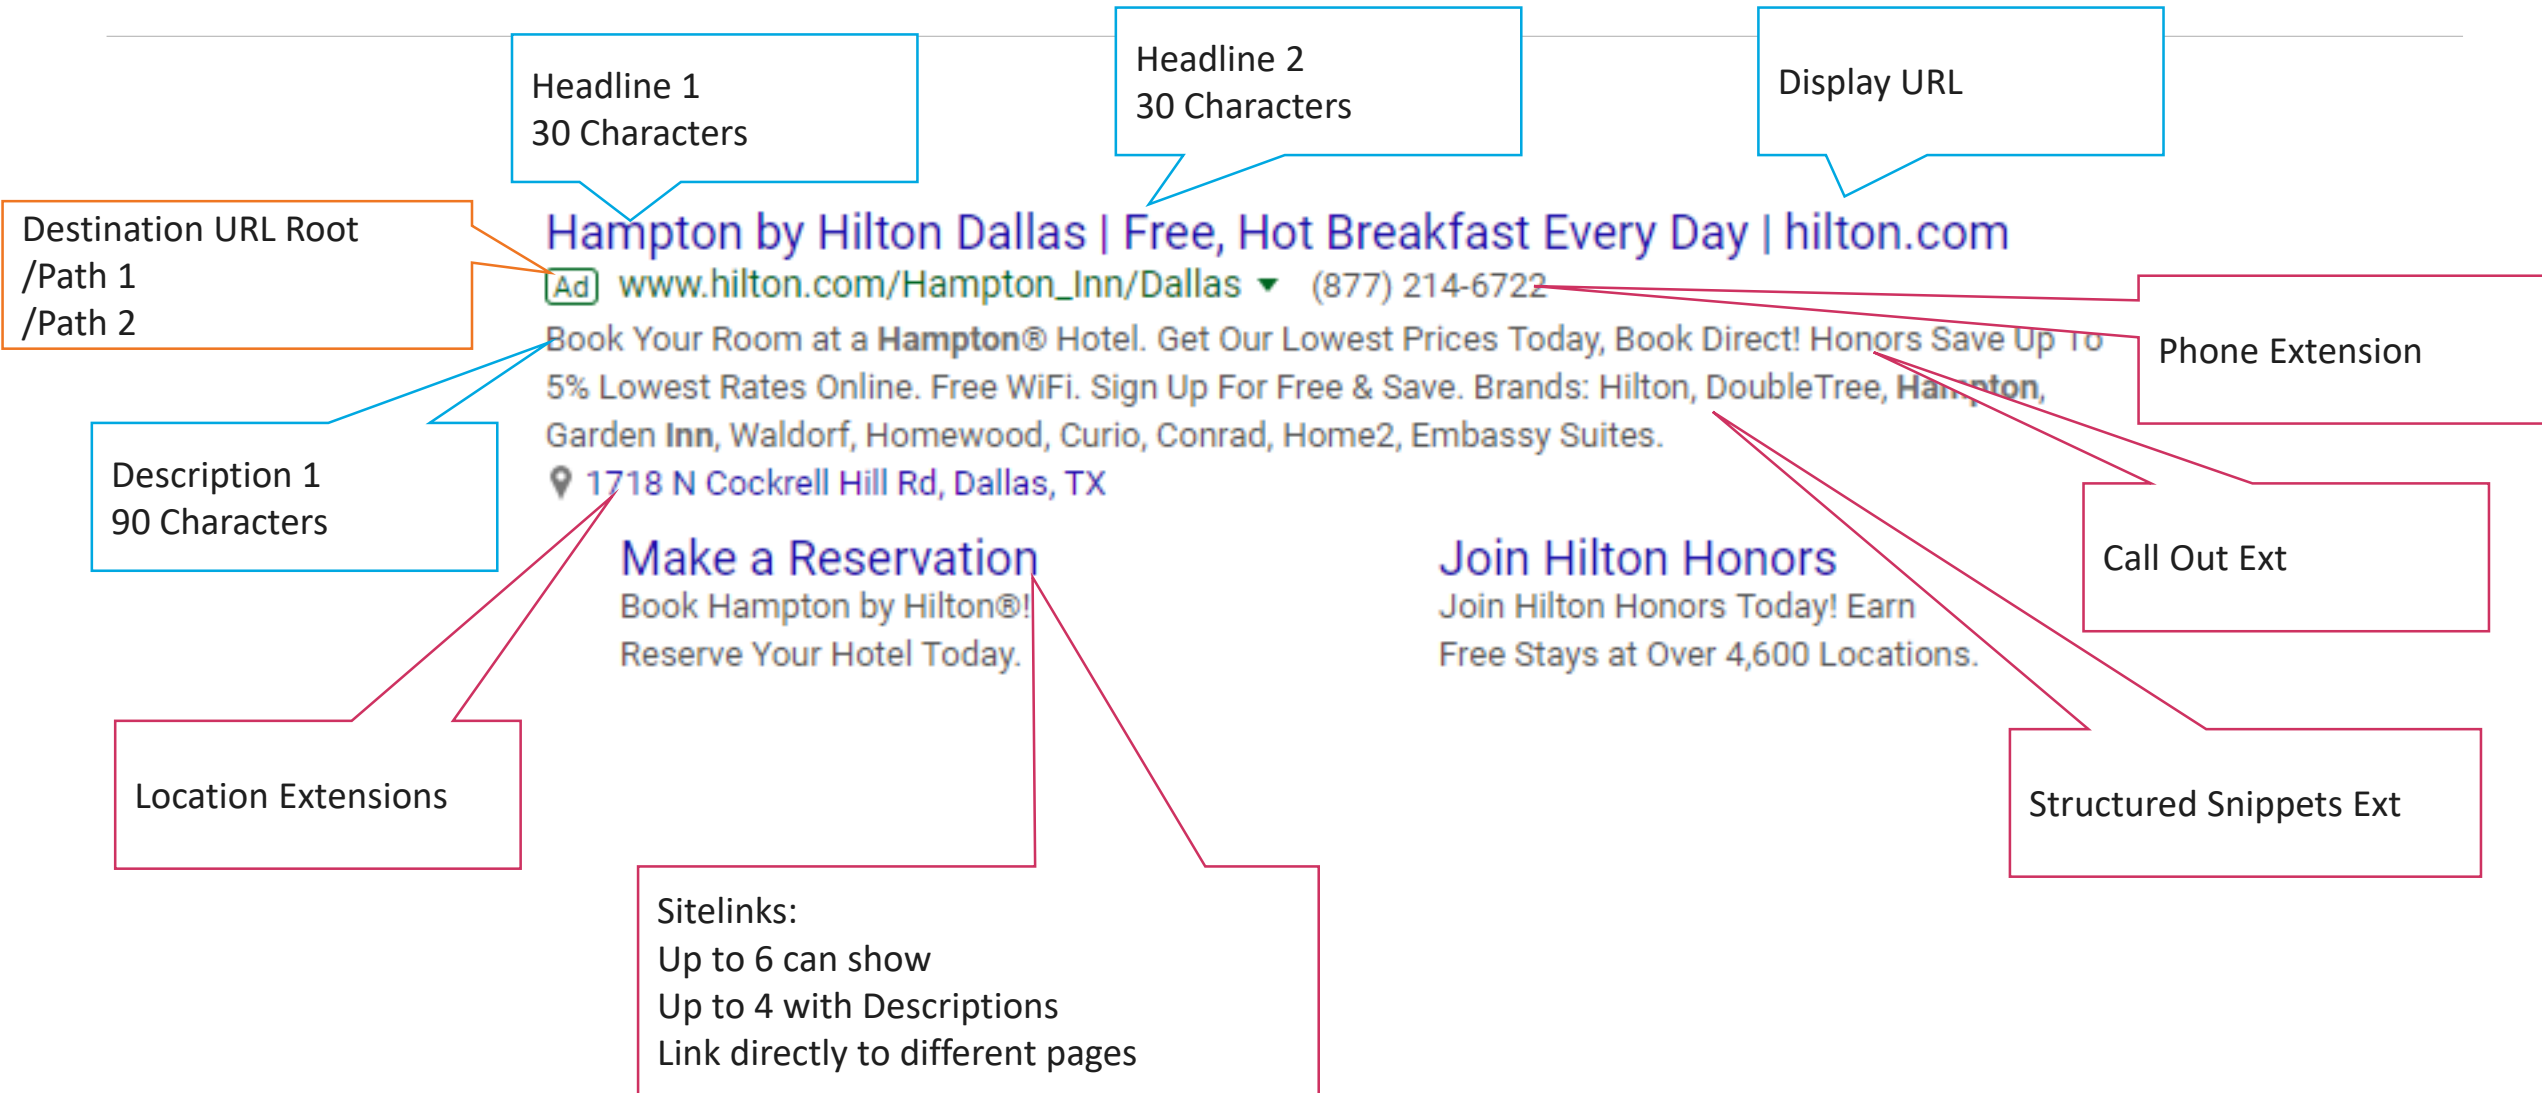 Headline 1
30 Characters
Headline 2
30 Characters
Display URL
Destination URL Root
/Path 1
/Path 2
Hampton by Hilton Dallas | Free, Hot Breakfast Every Day | hilton.com
Ad www.hilton.com/Hampton_Inn/Dallas (877) 214-6722
Book Your Room at a Hampton® Hotel. Get Our Lowest Prices Today, Book Direct! Honors Save Up To
5% Lowest Rates Online. Free WiFi. Sign Up For Free & Save. Brands: Hilton, DoubleTree, Hampton,
Garden Inn, Waldorf, Homewood, Curio, Conrad, Home2, Embassy Suites.
1718 N Cockrell Hill Rd, Dallas, TX
Phone Extension
Description 1
90 Characters
Make a Reservation
Book Hampton by Hilton®!
Reserve Your Hotel Today.
Join Hilton Honors
Join Hilton Honors Today! Earn
Free Stays at Over 4,600 Locations.
Call Out Ext
Location Extensions
Structured Snippets Ext
Sitelinks:
Up to 6 can show
Up to 4 with Descriptions
Link directly to different pages